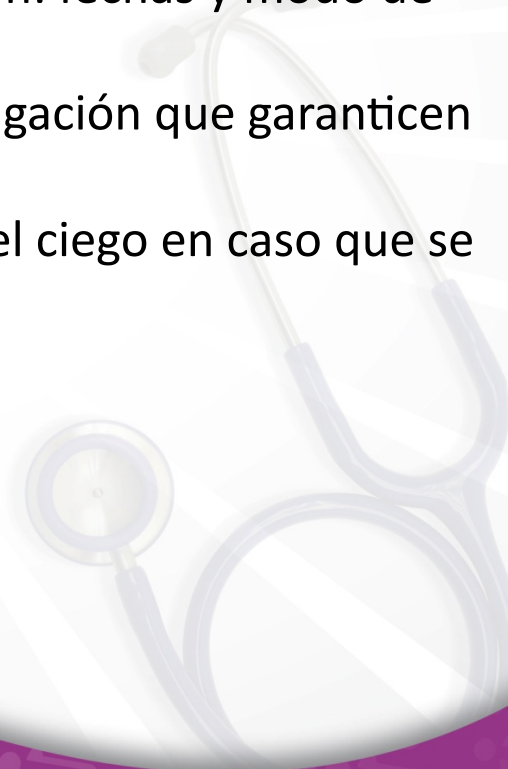 fechas y modo de
gación que garanticen
el ciego en caso que se